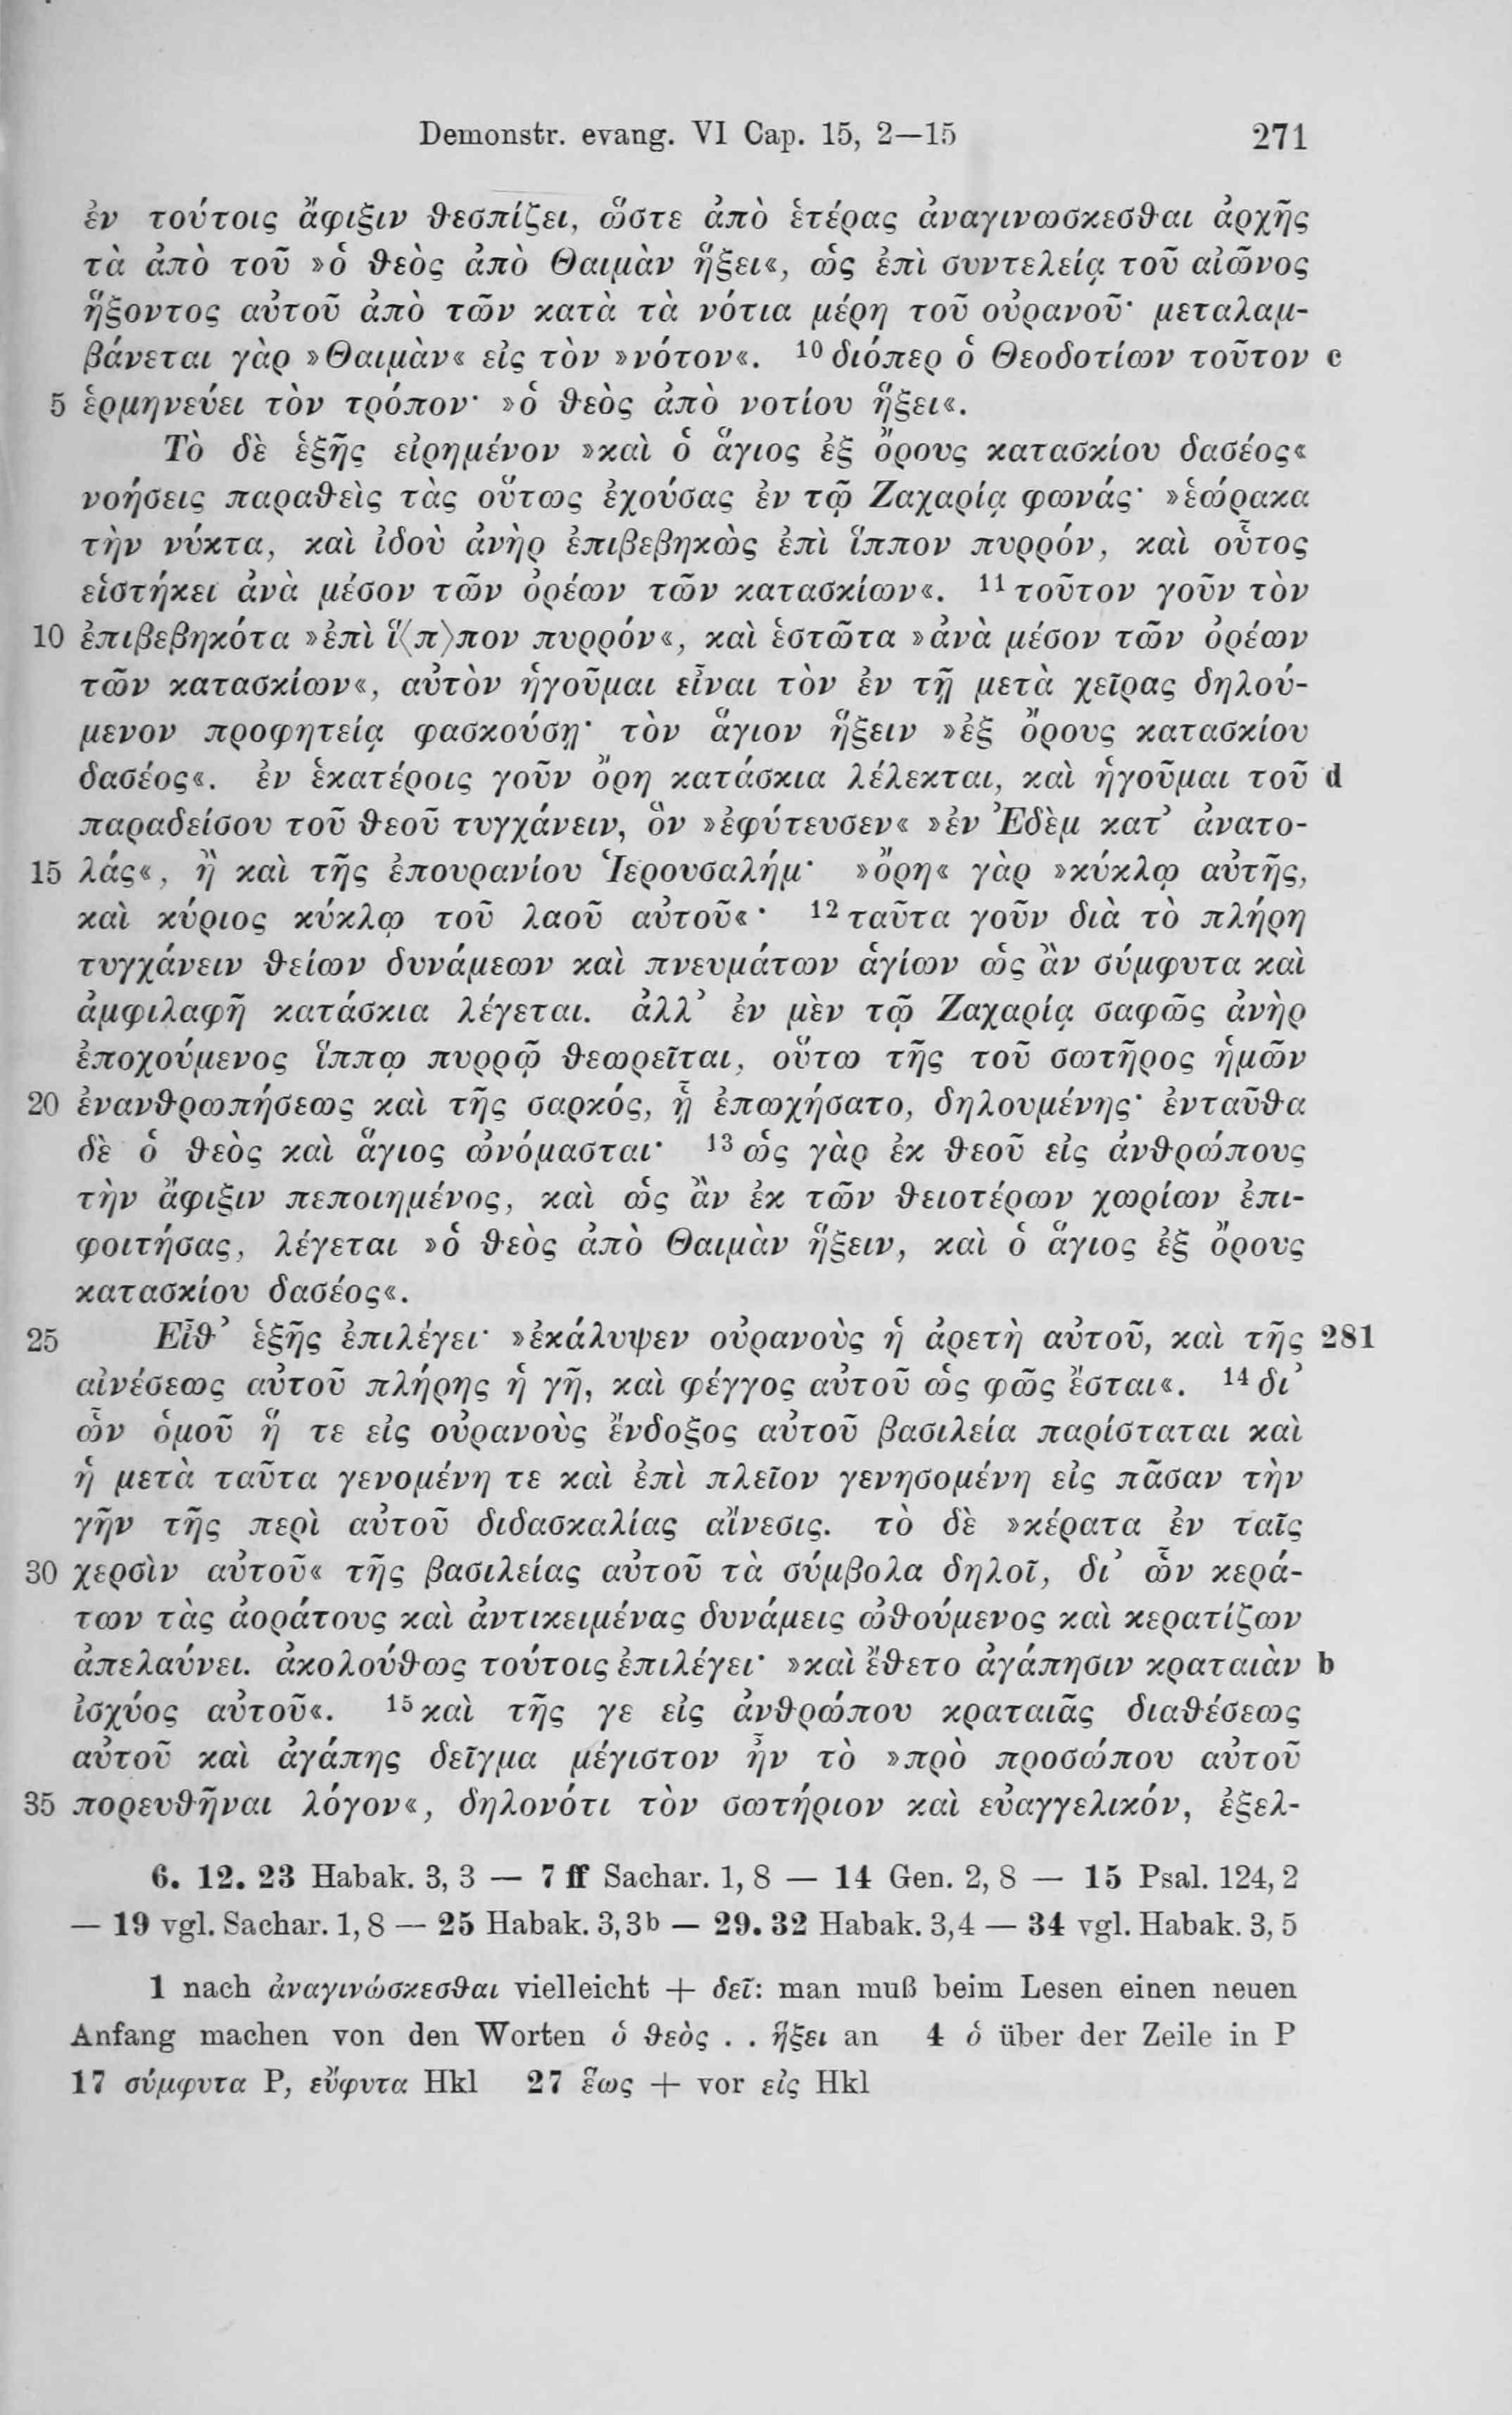 Demonstr. evang. VI Cap. 15, 2—15 271
ἐν τούτοις ἄφιξιν θεσπίζει, ὥστε ἀπὸ ἑτέρας ἀναγινωσκεσθαι ἀρχῆς
τὰ ἀπὸ τοῦ »ὁ θεὸς ἀπὸ Θαιμὰν ἥξει«, ὡς ἐπὶ συντελείᾳ τοῦ αἰῶνος
ἥξοντος αὐτοῦ ἀπὸ τῶν κατὰ τὰ νότια μέρη τοῦ οὐρανοῦ· μεταλαμ-
βάνεται γὰρ »Θαιμὰν« εἰς τὸν »νότον«. ¹⁰ διόπερ ὁ Θεοδοτίων τοῦτον c
5 ἑρμηνεύει τὸν τρόπον· »ὁ θεὸς ἀπὸ νοτίου ἥξει«.
Τὸ δὲ ἑξῆς εἰρημένον »καὶ ὁ ἅγιος ἐξ ὄρους κατασκίου δασέος«
νοήσεις παραθεὶς τὰς οὕτως ἐχούσας ἐν τῷ Ζαχαρίᾳ φωνάς· »ἑώρακα
τὴν νύκτα, καὶ ἰδοὺ ἀνὴρ ἐπιβεβηκὼς ἐπὶ ἵππον πυρρόν, καὶ οὗτος
εἱστήκει ἀνὰ μέσον τῶν ὀρέων τῶν κατασκίων«. ¹¹ τοῦτον γοῦν τὸν
10 ἐπιβεβηκότα »ἐπὶ ἵ⟨π⟩πον πυρρόν«, καὶ ἑστῶτα »ἀνὰ μέσον τῶν ὀρέων
τῶν κατασκίων«, αὐτὸν ἡγοῦμαι εἶναι τὸν ἐν τῇ μετὰ χεῖρας δηλού-
μενον προφητείᾳ φασκούσῃ· τὸν ἅγιον ἥξειν »ἐξ ὄρους κατασκίου
δασέος«. ἐν ἑκατέροις γοῦν ὄρη κατάσκια λέλεκται, καὶ ἡγοῦμαι τοῦ d
παραδείσου τοῦ θεοῦ τυγχάνειν, ὃν »ἐφύτευσεν« »ἐν Ἐδὲμ κατ᾽ ἀνατο-
15 λάς«, ἢ καὶ τῆς ἐπουρανίου Ἱερουσαλήμ· »ὄρη« γὰρ »κύκλῳ αὐτῆς,
καὶ κύριος κύκλῳ τοῦ λαοῦ αὐτοῦ«· ¹² ταῦτα γοῦν διὰ τὸ πλήρη
τυγχάνειν θείων δυνάμεων καὶ πνευμάτων ἁγίων ὡς ἂν σύμφυτα καὶ
ἀμφιλαφῆ κατάσκια λέγεται. ἀλλ᾽ ἐν μὲν τῷ Ζαχαρίᾳ σαφῶς ἀνὴρ
ἐποχούμενος ἵππῳ πυρρῷ θεωρεῖται, οὕτω τῆς τοῦ σωτῆρος ἡμῶν
20 ἐνανθρωπήσεως καὶ τῆς σαρκός, ᾗ ἐπωχήσατο, δηλουμένης· ἐνταῦθα
δὲ ὁ θεὸς καὶ ἅγιος ὠνόμασται· ¹³ ὡς γὰρ ἐκ θεοῦ εἰς ἀνθρώπους
τὴν ἄφιξιν πεποιημένος, καὶ ὡς ἂν ἐκ τῶν θειοτέρων χωρίων ἐπι-
φοιτήσας, λέγεται »ὁ θεὸς ἀπὸ Θαιμὰν ἥξειν, καὶ ὁ ἅγιος ἐξ ὄρους
κατασκίου δασέος«.
25 Εἶθ᾽ ἑξῆς ἐπιλέγει· »ἐκάλυψεν οὐρανοὺς ἡ ἀρετὴ αὐτοῦ, καὶ τῆς 281
αἰνέσεως αὐτοῦ πλήρης ἡ γῆ, καὶ φέγγος αὐτοῦ ὡς φῶς ἔσται«. ¹⁴ δι᾽
ὧν ὁμοῦ ἥ τε εἰς οὐρανοὺς ἔνδοξος αὐτοῦ βασιλεία παρίσταται καὶ
ἡ μετὰ ταῦτα γενομένη τε καὶ ἐπὶ πλεῖον γενησομένη εἰς πᾶσαν τὴν
γῆν τῆς περὶ αὐτοῦ διδασκαλίας αἴνεσις. τὸ δὲ »κέρατα ἐν ταῖς
30 χερσὶν αὐτοῦ« τῆς βασιλείας αὐτοῦ τὰ σύμβολα δηλοῖ, δι᾽ ὧν κερά-
των τὰς ἀοράτους καὶ ἀντικειμένας δυνάμεις ὠθούμενος καὶ κερατίζων
ἀπελαύνει. ἀκολούθως τούτοις ἐπιλέγει· »καὶ ἔθετο ἀγάπησιν κραταιὰν b
ἰσχύος αὐτοῦ«. ¹⁵ καὶ τῆς γε εἰς ἀνθρώπου κραταιᾶς διαθέσεως
αὐτοῦ καὶ ἀγάπης δεῖγμα μέγιστον ἦν τὸ »πρὸ προσώπου αὐτοῦ
35 πορευθῆναι λόγον«, δηλονότι τὸν σωτήριον καὶ εὐαγγελικόν, ἐξελ-
6. 12. 23 Habak. 3, 3 — 7 ff Sachar. 1, 8 — 14 Gen. 2, 8 — 15 Psal. 124, 2
— 19 vgl. Sachar. 1, 8 — 25 Habak. 3, 3b — 29. 32 Habak. 3,4 — 34 vgl. Habak. 3, 5
1 nach ἀναγινώσκεσθαι vielleicht + δεῖ: man muß beim Lesen einen neuen
Anfang machen von den Worten ὁ θεὸς . . ἥξει an 4 ὁ über der Zeile in P
17 σύμφυτα P, εὔφυτα Hkl 27 ἕως + vor εἰς Hkl